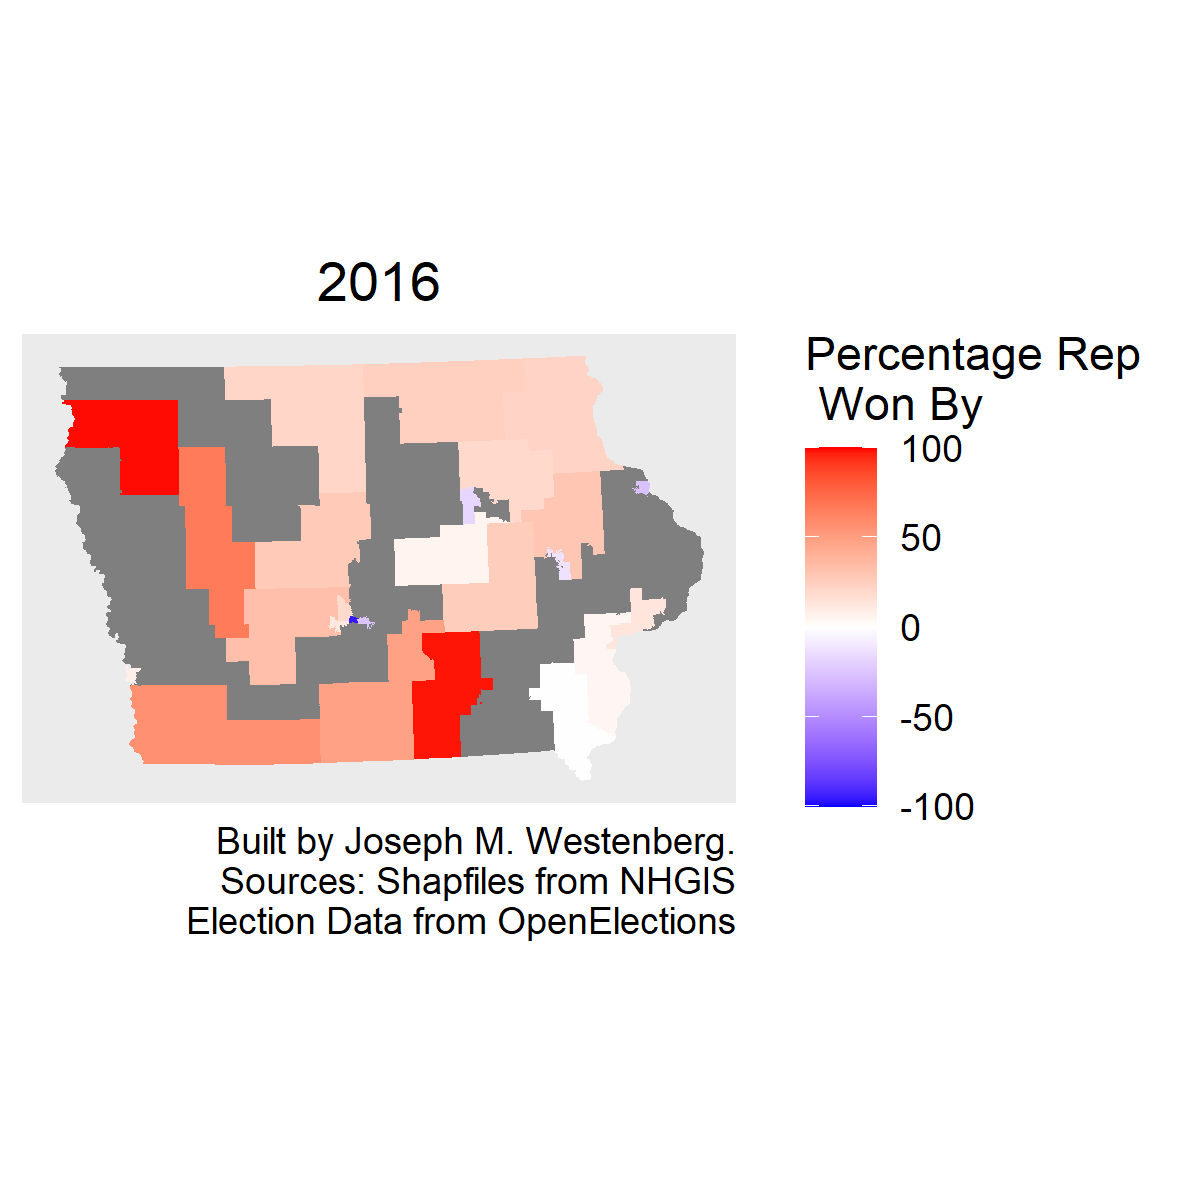 2016
Percentage Rep
Won By
100
50
0
-50
-100
Built by Joseph M. Westenberg.
Sources: Shapfiles from NHGIS
Election Data from OpenElections